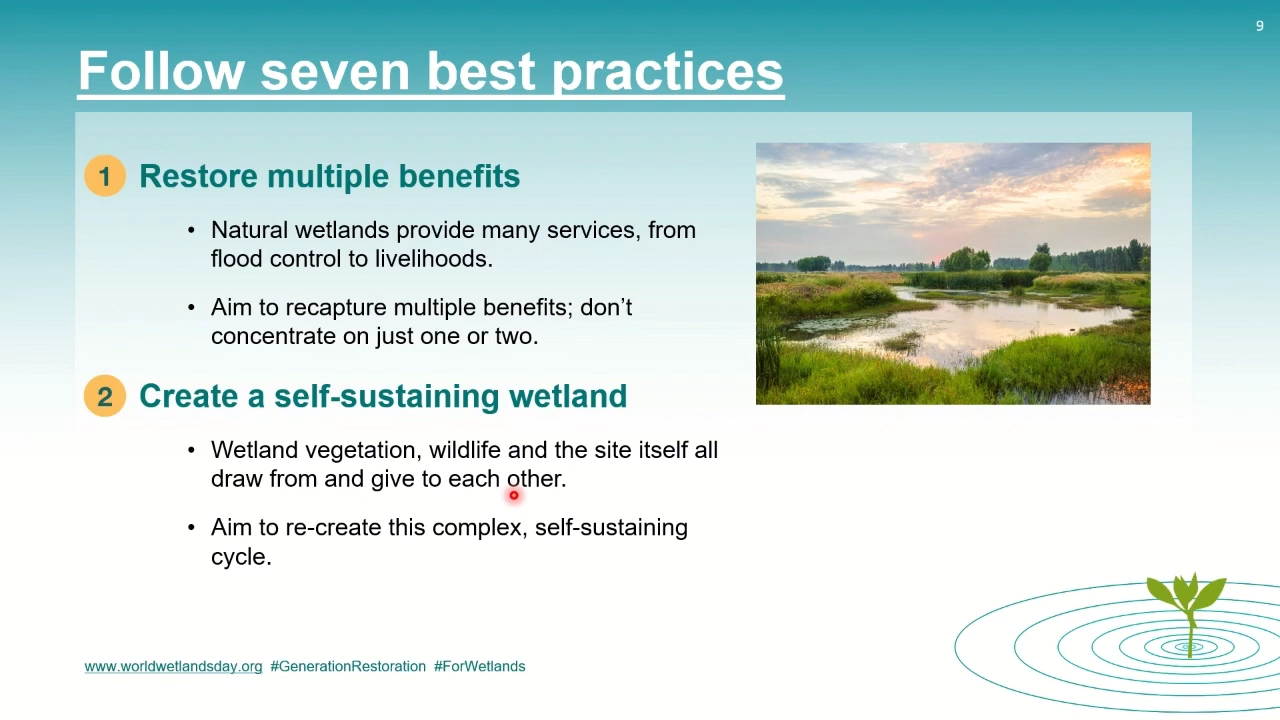 9
Follow seven best practices
1 Restore multiple benefits
• Natural wetlands provide many services, from
flood control to livelihoods.
• Aim to recapture multiple benefits; don’t
concentrate on just one or two.
2 Create a self-sustaining wetland
• Wetland vegetation, wildlife and the site itself all
draw from and give to each other.
• Aim to re-create this complex, self-sustaining
cycle.
www.worldwetlandsday.org #GenerationRestoration #ForWetlands